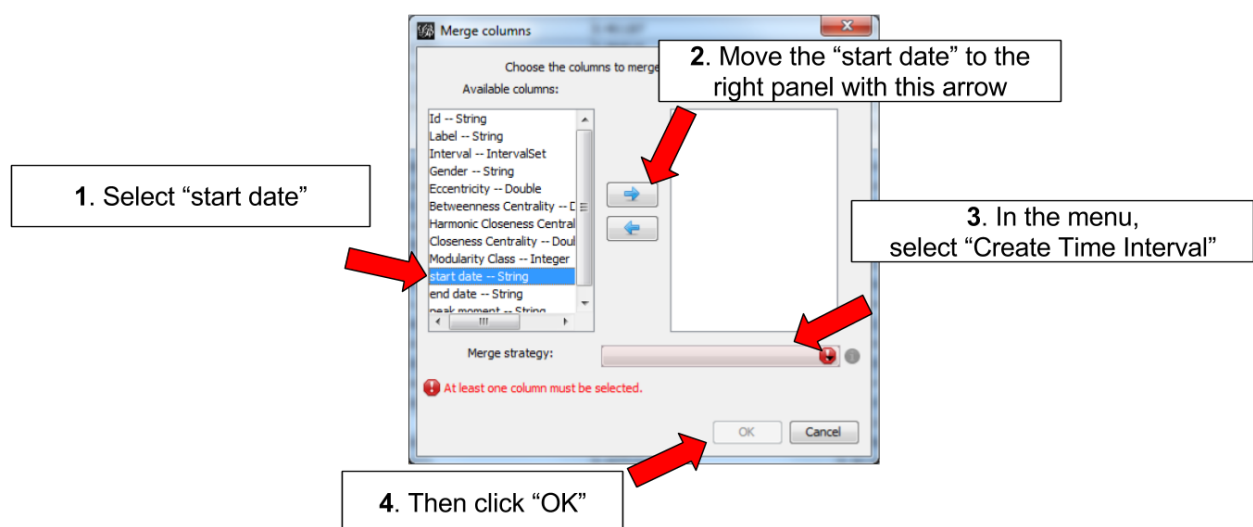 Merge columns
Choose the columns to merge
2. Move the “start date” to the
right panel with this arrow
Available columns:
Id -- String
Label -- String
Interval -- IntervalSet
Gender -- String
Eccentricity -- Double
Betweenness Centrality -- D
Harmonic Closeness Central
Closeness Centrality -- Doul
Modularity Class -- Integer
start date -- String
end date -- String
peak moment -- String
1. Select “start date”
3. In the menu,
select “Create Time Interval”
Merge strategy:
At least one column must be selected.
OK
Cancel
4. Then click “OK”